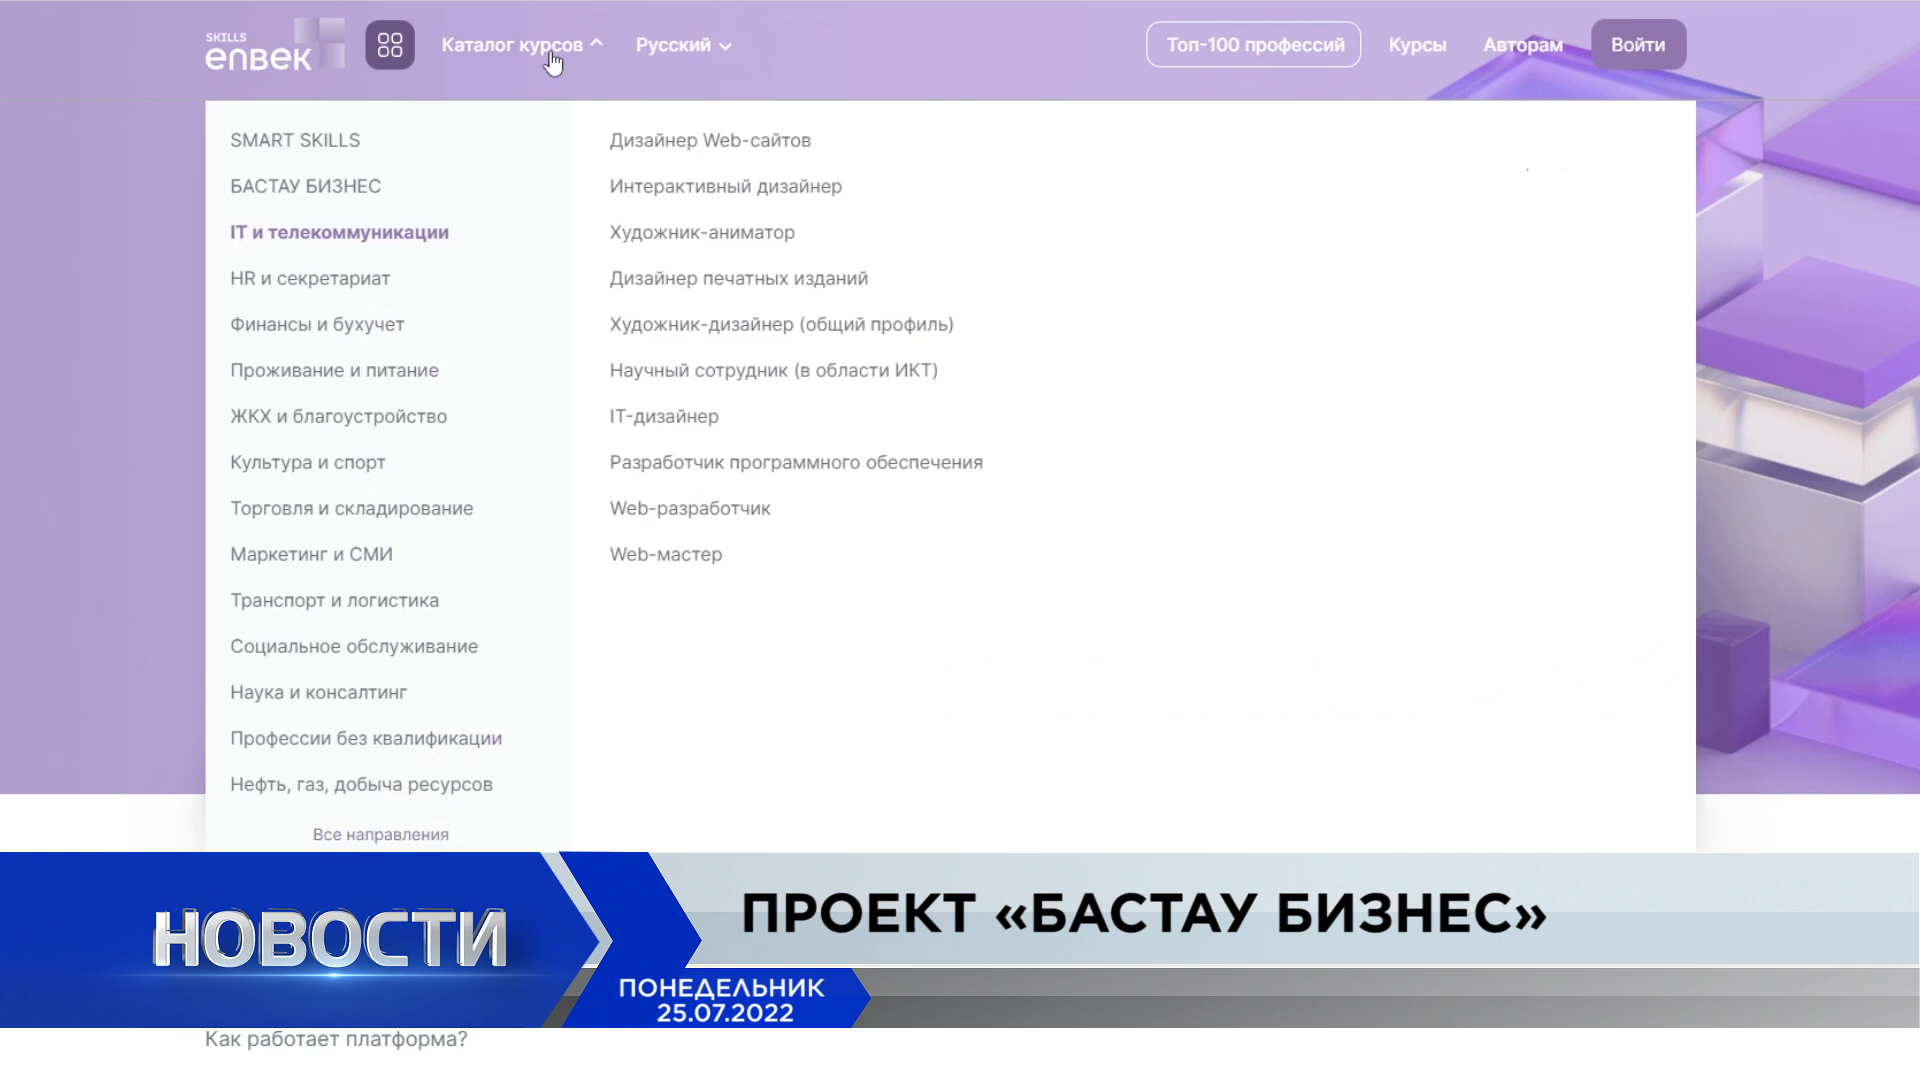 SKILLS
enbek
Каталог курсов
Русский
Топ-100 профессий
Курсы
Авторам
Войти
SMART SKILLS
БАСТАУ БИЗНЕС
IT и телекоммуникации
HR и секретариат
Финансы и бухучет
Проживание и питание
ЖКХ и благоустройство
Культура и спорт
Торговля и складирование
Маркетинг и СМИ
Транспорт и логистика
Социальное обслуживание
Наука и консалтинг
Профессии без квалификации
Нефть, газ, добыча ресурсов
Все направления
Дизайнер Web-сайтов
Интерактивный дизайнер
Художник-аниматор
Дизайнер печатных изданий
Художник-дизайнер (общий профиль)
Научный сотрудник (в области ИКТ)
IT-дизайнер
Разработчик программного обеспечения
Web-разработчик
Web-мастер
НОВОСТИ
ПРОЕКТ «БАСТАУ БИЗНЕС»
ПОНЕДЕЛЬНИК
25.07.2022
Как работает платформа?